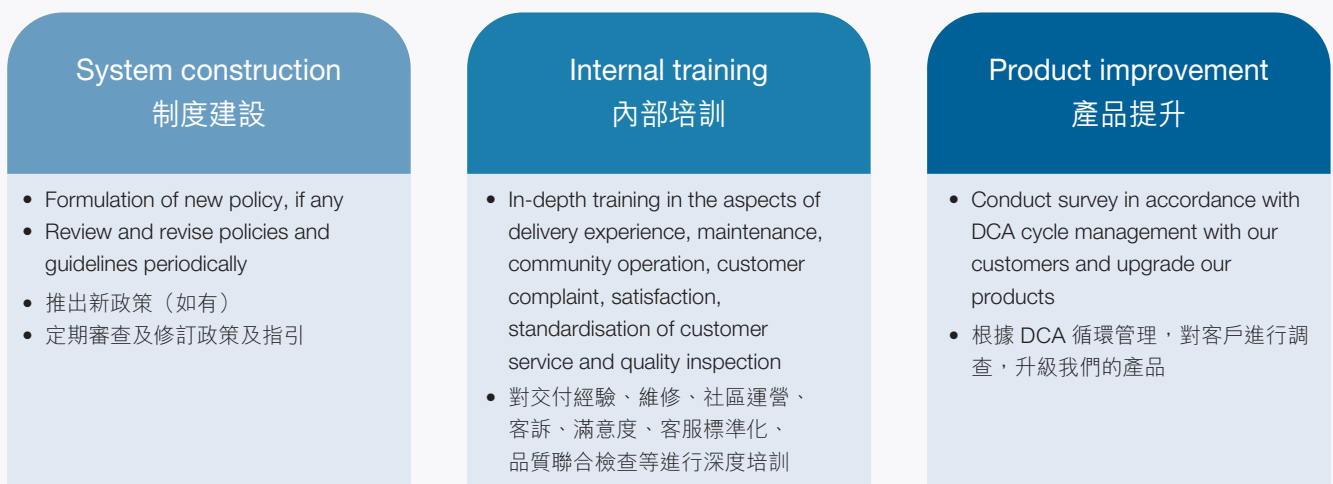 System construction
制度建設
• Formulation of new policy, if any
• Review and revise policies and
guidelines periodically
• 推出新政策（如有）
• 定期審查及修訂政策及指引
Internal training
內部培訓
• In-depth training in the aspects of
delivery experience, maintenance,
community operation, customer
complaint, satisfaction,
standardisation of customer
service and quality inspection
• 對交付經驗、維修、社區運營、
客訴、滿意度、客服標準化、
品質聯合檢查等進行深度培訓
Product improvement
產品提升
• Conduct survey in accordance with
DCA cycle management with our
customers and upgrade our
products
• 根據 DCA 循環管理，對客戶進行調
查，升級我們的產品